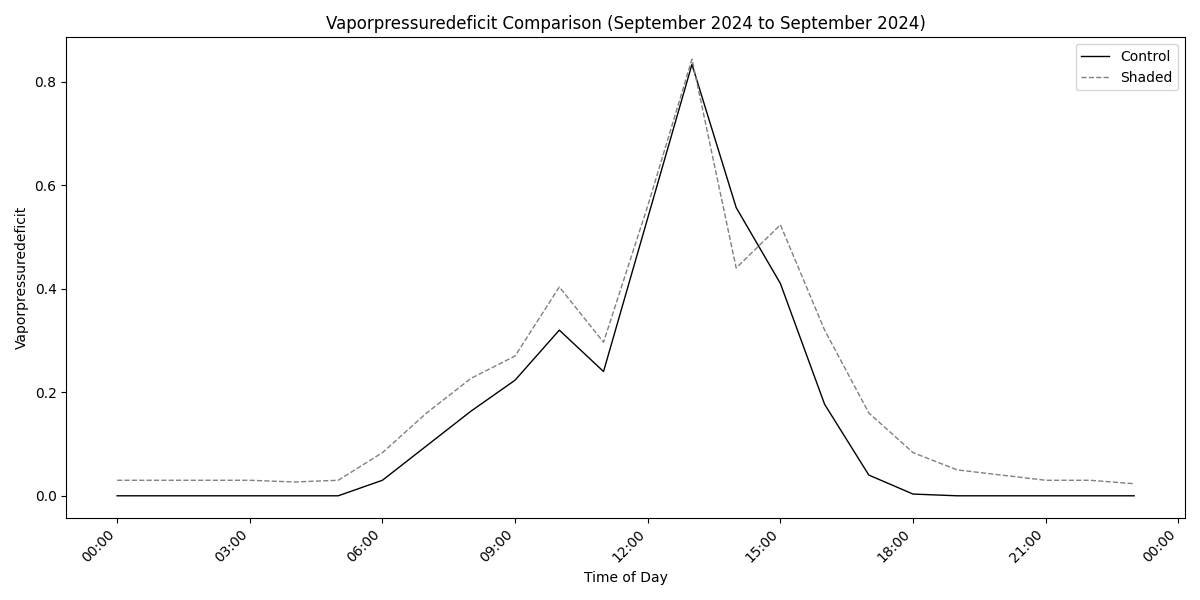 Vaporpressuredeficit Comparison (September 2024 to September 2024)
Control
Shaded
Vaporpressuredeficit
0.8
0.6
0.4
0.2
0.0
00:00
03:00
06:00
09:00
12:00
15:00
18:00
21:00
00:00
Time of Day